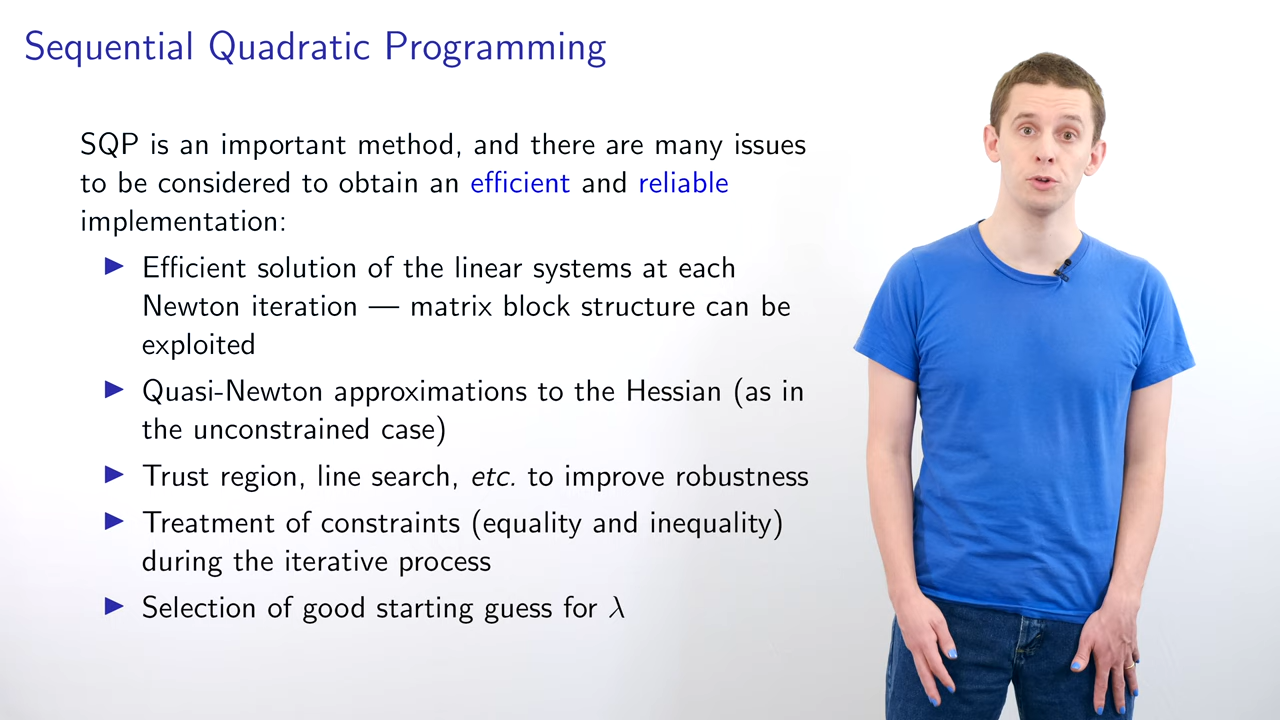 Sequential Quadratic Programming
SQP is an important method, and there are many issues
to be considered to obtain an efficient and reliable
implementation:
▶ Efficient solution of the linear systems at each
Newton iteration — matrix block structure can be
exploited
▶ Quasi-Newton approximations to the Hessian (as in
the unconstrained case)
▶ Trust region, line search, etc. to improve robustness
▶ Treatment of constraints (equality and inequality)
during the iterative process
▶ Selection of good starting guess for λ